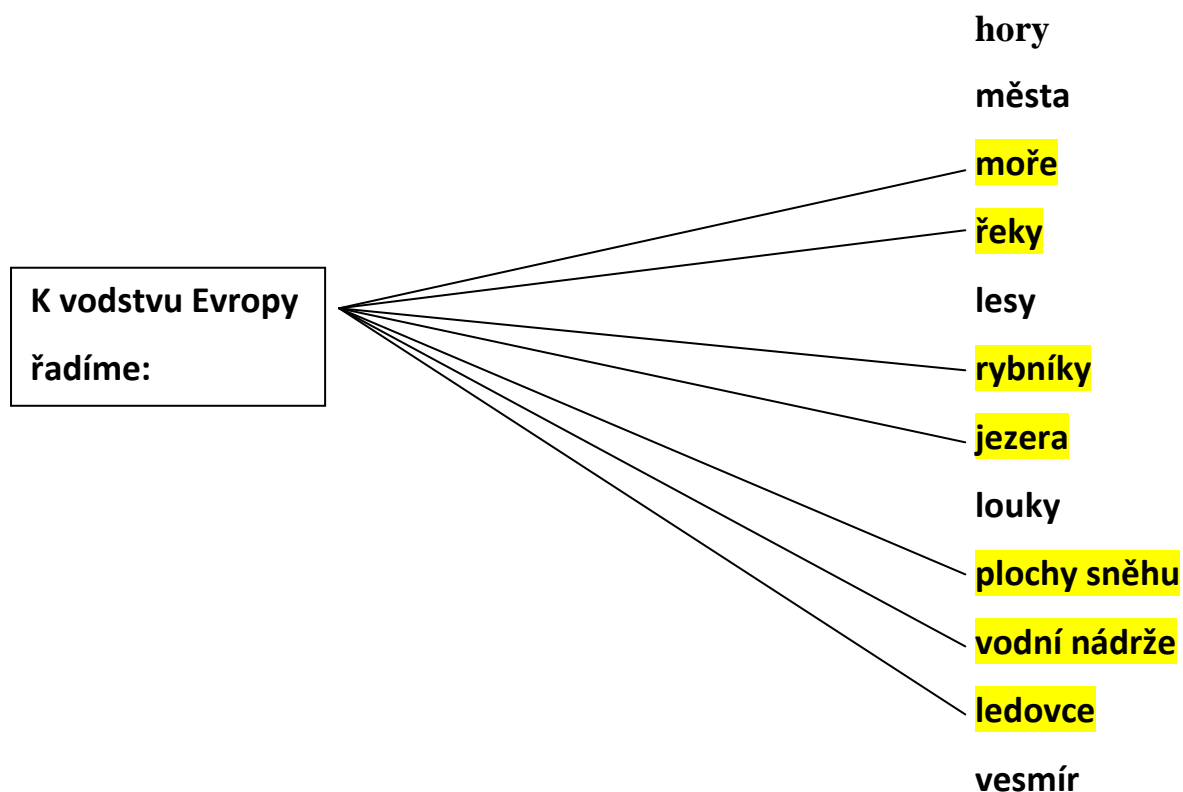 K vodstvu Evropy
řadíme:
hory
města
moře
řeky
lesy
rybníky
jezera
louky
plochy sněhu
vodní nádrže
ledovce
vesmír